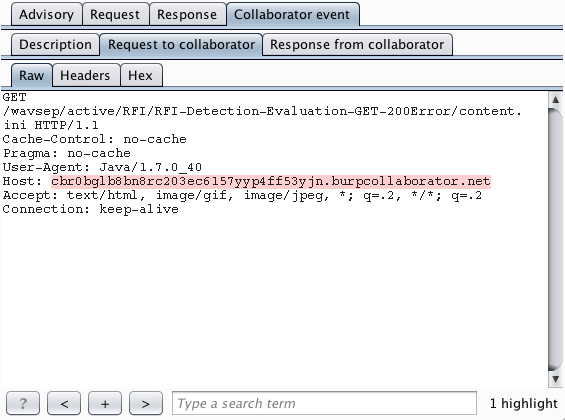 Advisory Request Response Collaborator event
Description Request to collaborator Response from collaborator
Raw Headers Hex
GET
/wavsep/active/RFI/RFI-Detection-Evaluation-GET-200Error/content.
ini HTTP/1.1
Cache-Control: no-cache
Pragma: no-cache
User-Agent: Java/1.7.0_40
Host: cbr0bglb8bn8rc203ec6157yyp4ff53yjn.burpcollaborator.net
Accept: text/html, image/gif, image/jpeg, *; q=.2, */*; q=.2
Connection: keep-alive
? < + > Type a search term 1 highlight